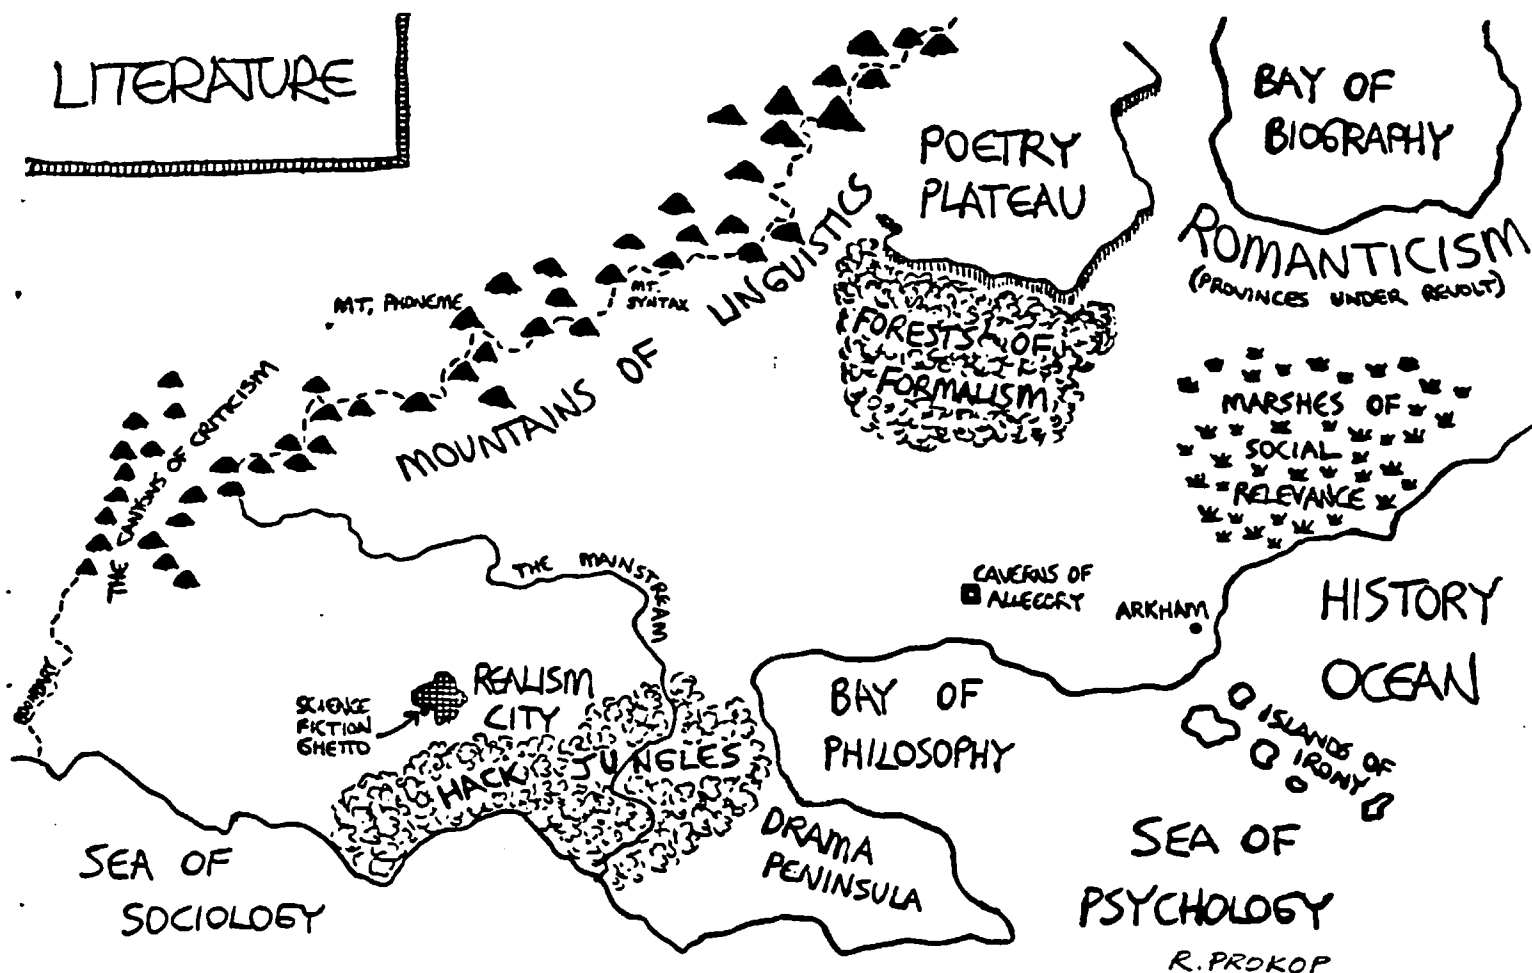 LITERATURE
POETRY
PLATEAU
BAY OF
BIOGRAPHY
ROMANTICISM
(PROVINCES UNDER REVOLT)
MT. PHONEME
MT.
SYNTAX
MOUNTAINS OF LINGUISTICS
FORESTS OF
FORMALISM
THE CANYONS OF CRITICISM
MARSHES OF
SOCIAL
RELEVANCE
THE MAINSTREAM
CAVERNS OF
ALLEGORY
ARKHAM
HISTORY
OCEAN
BOUNDARY
SCIENCE
FICTION
GHETTO
REALISM
CITY
HACK JUNGLES
BAY OF
PHILOSOPHY
ISLANDS OF
IRONY
DRAMA
PENINSULA
SEA OF
SOCIOLOGY
SEA OF
PSYCHOLOGY
R. PROKOP